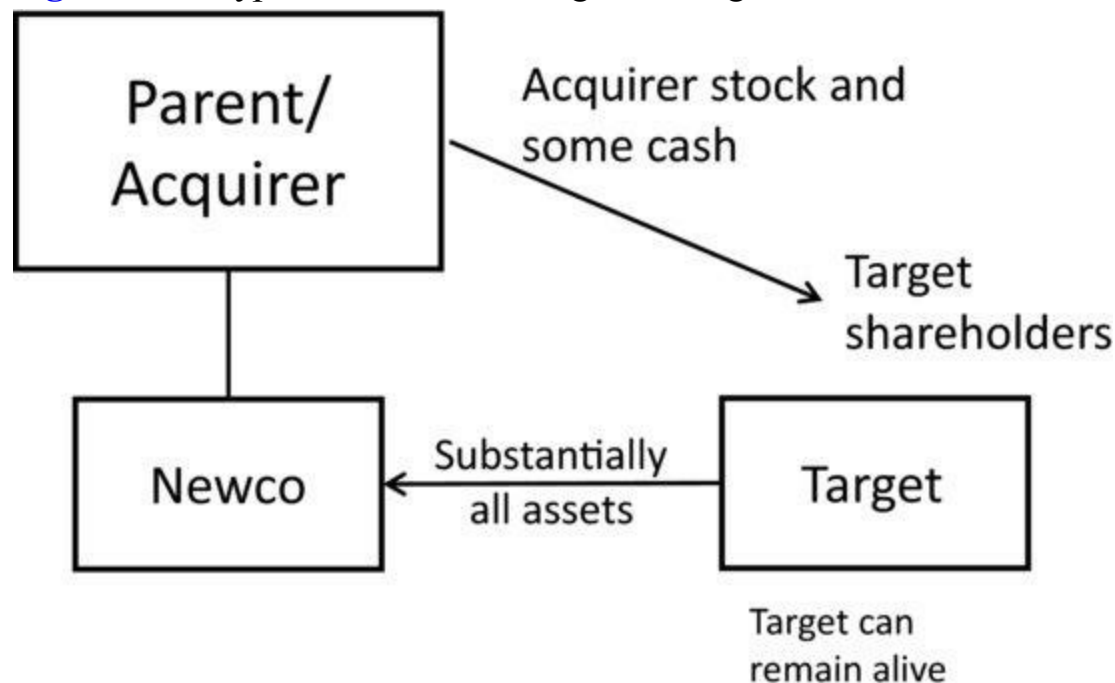 Parent/
Acquirer
Acquirer stock and
some cash
Target
shareholders
Newco
Substantially
all assets
Target
Target can
remain alive